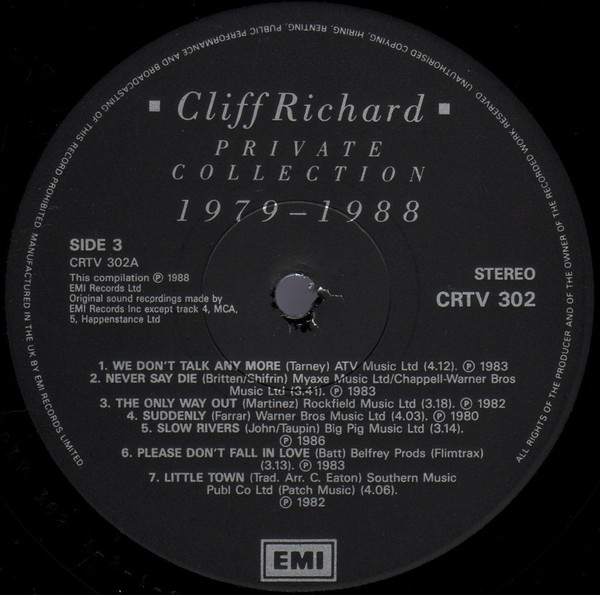 ■ Cliff Richard ■
PRIVATE
COLLECTION
1979-1988
SIDE 3
CRTV 302A
This compilation ℗ 1988
EMI Records Ltd
Original sound recprdings made by
EMI Records Inc except track 4, MCA,
5, Happenstance Ltd
STEREO
CRTV 302
1. WE DON'T TALK ANY MORE (Tarney) ATV Music Ltd (4.12). ℗ 1983
2. NEVER SAY DIE (Britten/Shifrin) Myaxe Music Ltd/Chappell-Warner Bros
Music Ltd (3.41). ℗ 1983
3. THE ONLY WAY OUT (Martinez) Rockfield Music Ltd (3.18). ℗ 1982
4. SUDDENLY (Farrar) Warner Bros Music Ltd (4.03). ℗ 1980
5. SLOW RIVERS (John/Taupin) Big Pig Music Ltd (3.14).
℗ 1986
6. PLEASE DON'T FALL IN LOVE (Batt) Belfrey Prods (Flimtrax)
(3.13). ℗ 1983
7. LITTLE TOWN (Trad. Arr. C. Eaton) Southern Music
Publ Co Ltd (Patch Music) (4.06).
℗ 1982
EMI
ALL RIGHTS OF THE PRODUCER AND OF THE OWNER OF THE RECORDED WORK RESERVED. UNAUTHORISED COPYING, HIRING, RENTING, PUBLIC PERFORMANCE AND BROADCASTING OF THIS RECORD PROHIBITED. MANUFACTURED IN THE UK BY EMI RECORDS LIMITED